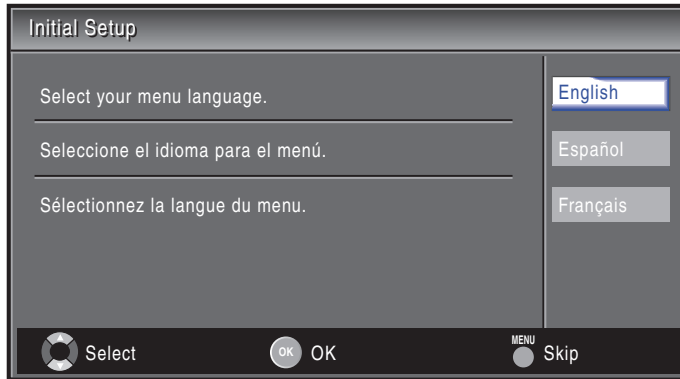 Initial Setup
Select your menu language.
Seleccione el idioma para el menú.
Sélectionnez la langue du menu.
English
Español
Français
Select
OK OK
MENU Skip